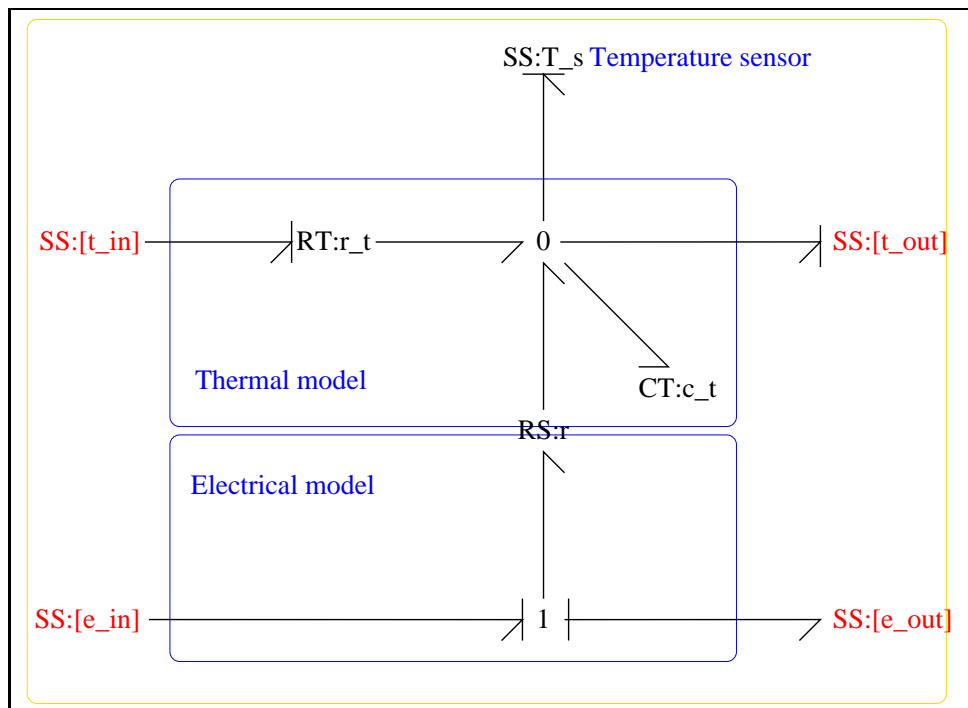 SS:T_s Temperature sensor
SS:[t_in] RT:r_t 0 SS:[t_out]
Thermal model CT:c_t
RS:r
Electrical model
SS:[e_in] 1 SS:[e_out]